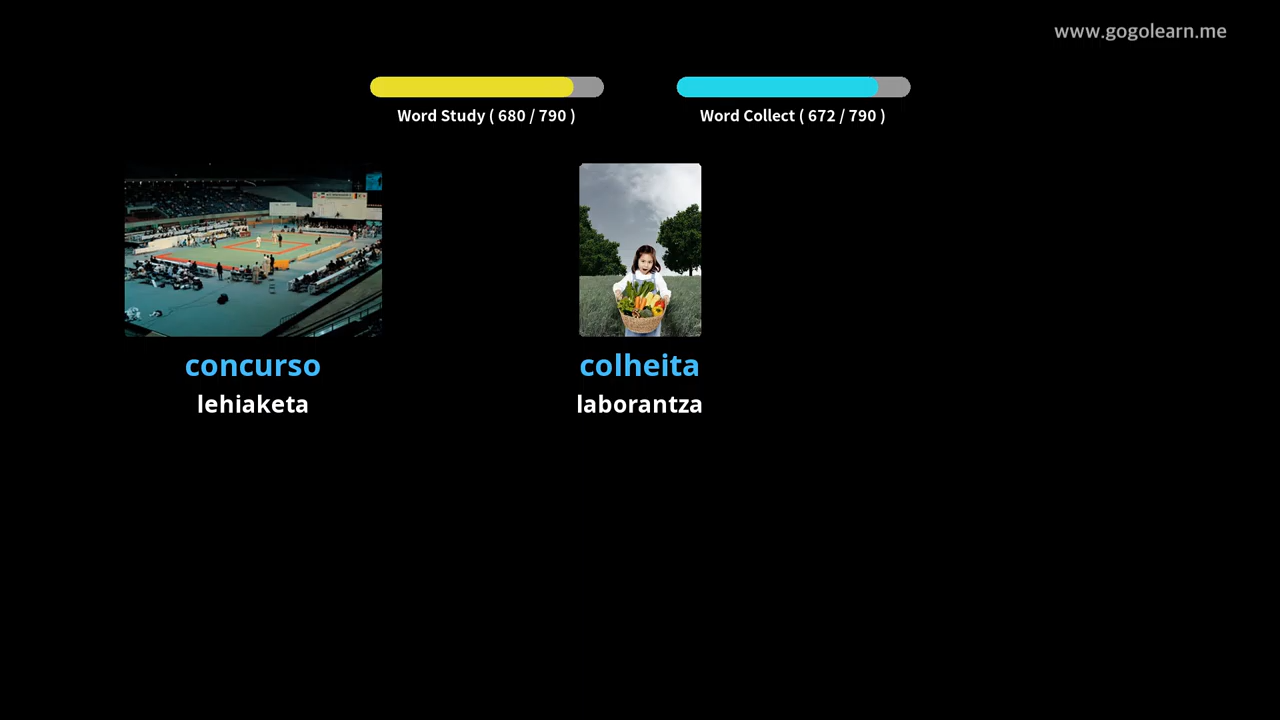 www.gogolearn.me
Word Study ( 680 / 790 )
Word Collect ( 672 / 790 )
concurso
colheita
lehiaketa
laborantza